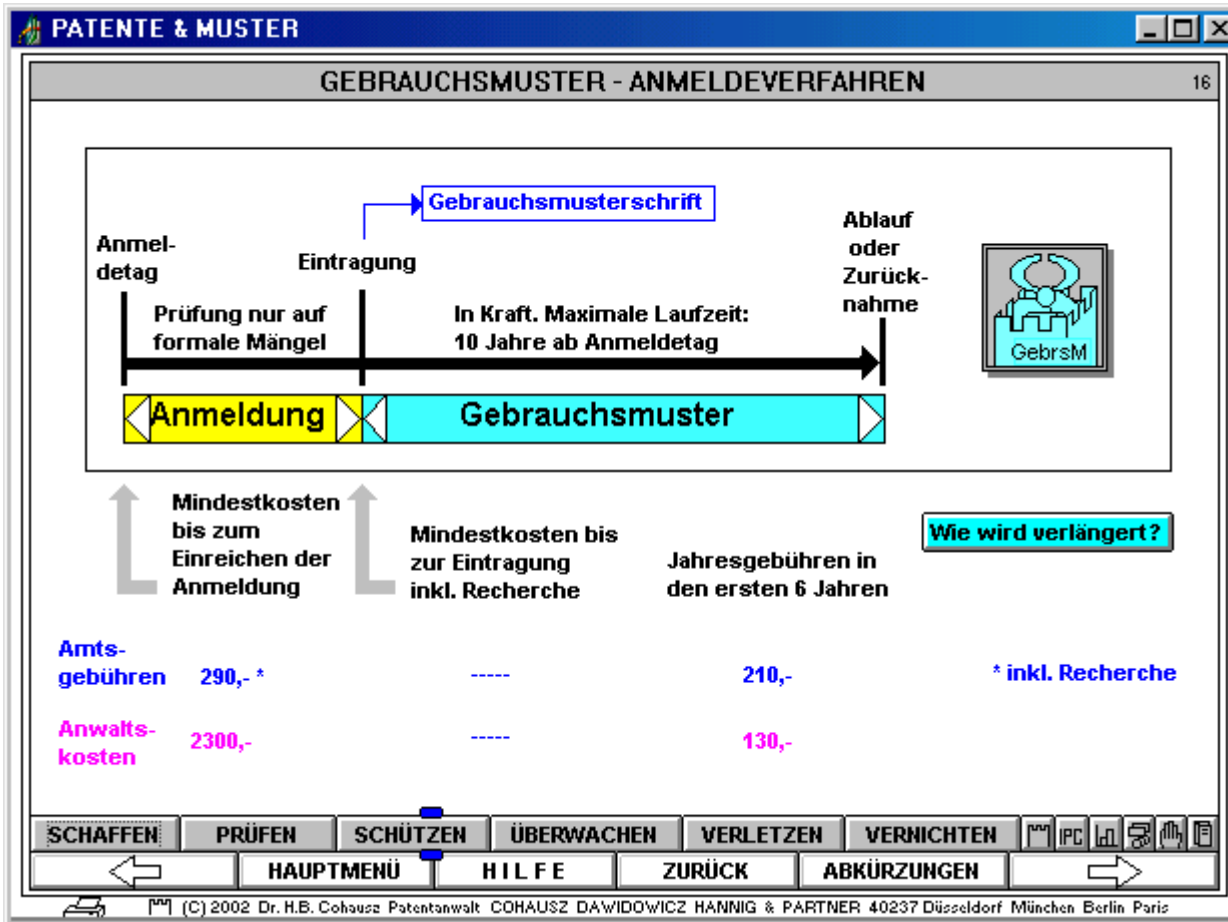 PATENTE & MUSTER
GEBRAUCHSMUSTER - ANMELDEVERFAHREN 16
Gebrauchsmusterschrift
Anmel-
detag
Eintragung
Ablauf
oder
Zurück-
nahme
Prüfung nur auf
formale Mängel
In Kraft. Maximale Laufzeit:
10 Jahre ab Anmeldetag
GebrsM
Anmeldung
Gebrauchsmuster
Mindestkosten
bis zum
Einreichen der
Anmeldung
Mindestkosten bis
zur Eintragung
inkl. Recherche
Jahresgebühren in
den ersten 6 Jahren
Wie wird verlängert?
Amts-
gebühren 290,- * ----- 210,- * inkl. Recherche
Anwalts-
kosten 2300,- ----- 130,-
SCHAFFEN PRÜFEN SCHÜTZEN ÜBERWACHEN VERLETZEN VERNICHTEN IPC
HAUPTMENÜ HILFE ZURÜCK ABKÜRZUNGEN
(C) 2002 Dr. H.B. Cohausz Patentanwalt COHAUSZ DAWIDOWICZ HANNIG & PARTNER 40237 Düsseldorf München Berlin Paris